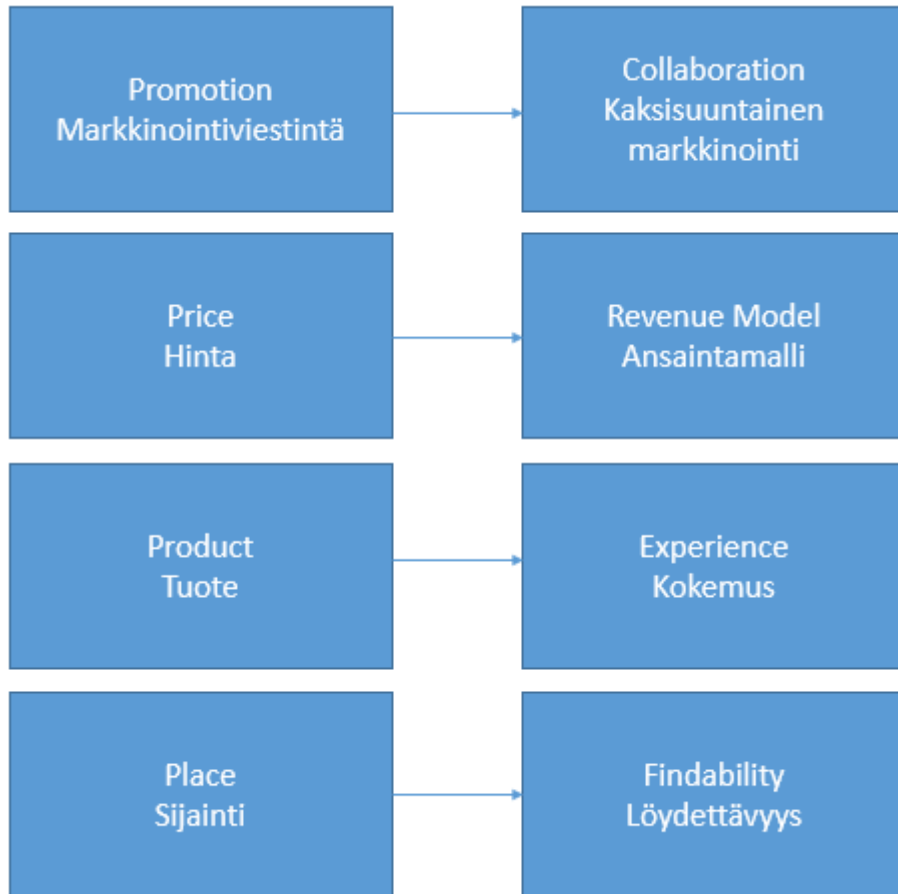 Promotion
Markkinointiviestintä
Collaboration
Kaksisuuntainen
markkinointi
Price
Hinta
Revenue Model
Ansaintamalli
Product
Tuote
Experience
Kokemus
Place
Sijainti
Findability
Löydettävyys